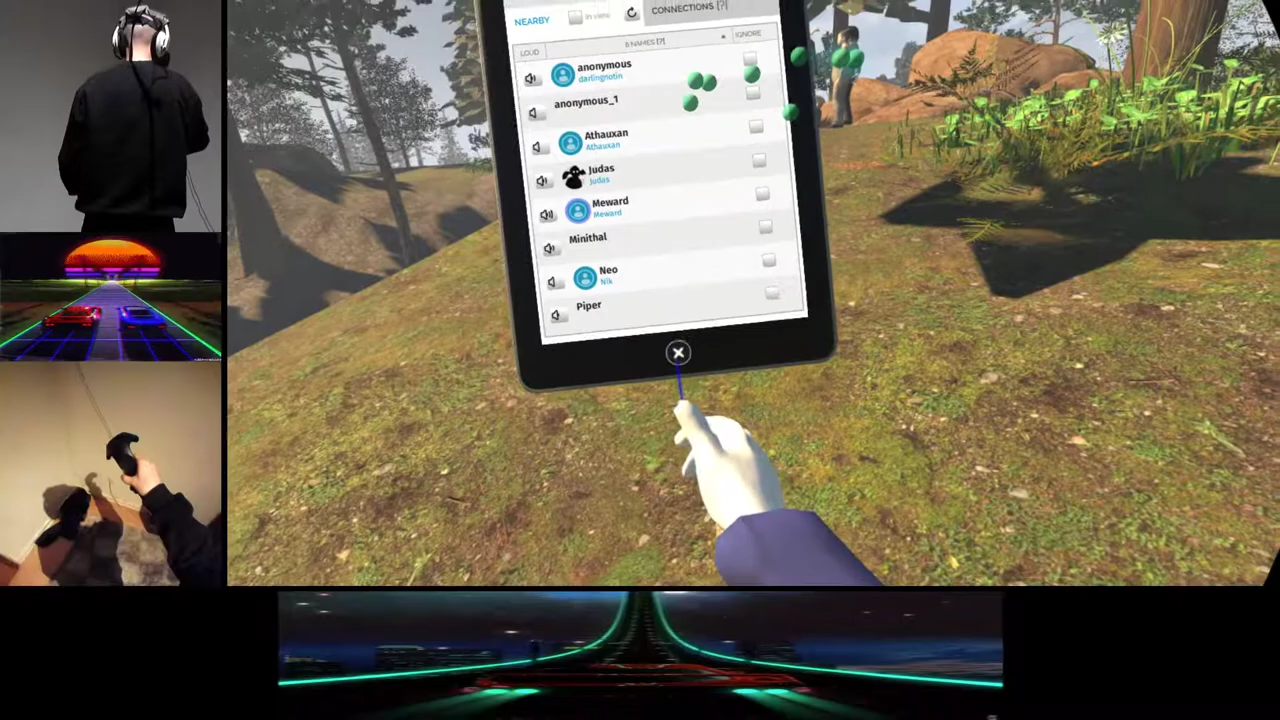 NEARBY
In view
CONNECTIONS [?]
LOUD
8 NAMES [?]
IGNORE
anonymous
darlingnotin
anonymous_1
Athauxan
Athauxan
Judas
Judas
Meward
Meward
Minithal
Neo
Nik
Piper